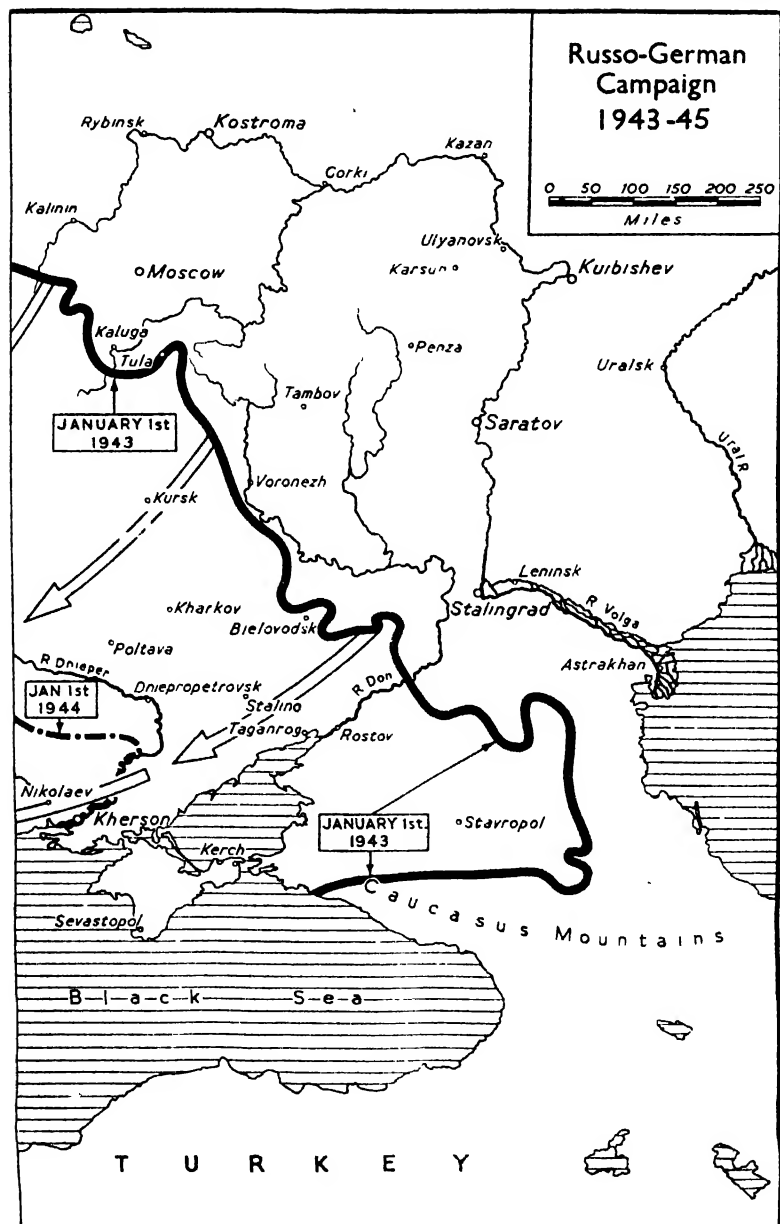 Russo-German
Campaign
1943-45
0 50 100 150 200 250
Miles
Rybinsk
Kostroma
Kazan
Gorki
Kalinin
Ulyanovsk
Moscow
Karsun
Kuibishev
Kaluga
Tula
Penza
Uralsk
Tambov
JANUARY 1st
1943
Saratov
Ural R
Voronezh
Kursk
Leninsk
Stalingrad
R Volga
Kharkov
Bielovodsk
Poltava
Astrakhan
R Dnieper
R Don
JAN 1st
1944
Dniepropetrovsk
Stalino
Taganrog
Rostov
Nikolaev
Kherson
JANUARY 1st.
1943
Stavropol
Kerch
Caucasus Mountains
Sevastopol
Black Sea
TURKEY